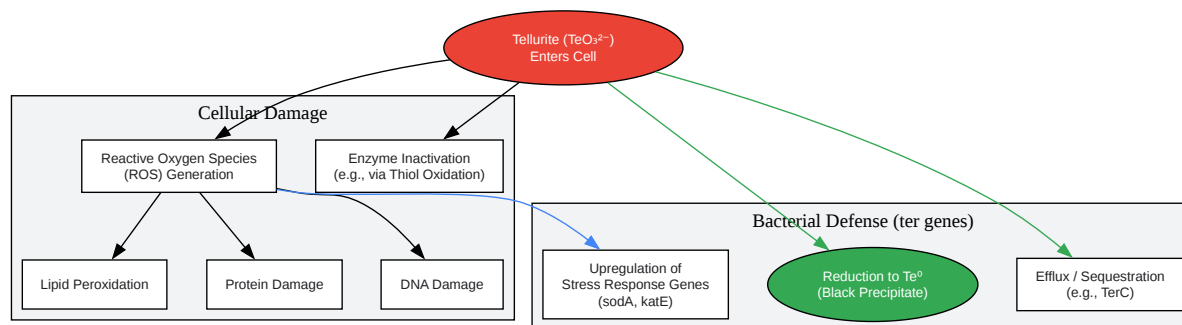 Tellurite (TeO₃²⁻)
Enters Cell
Cellular Damage
Reactive Oxygen Species
(ROS) Generation
Enzyme Inactivation
(e.g., via Thiol Oxidation)
Lipid Peroxidation
Protein Damage
DNA Damage
Bacterial Defense (ter genes)
Upregulation of
Stress Response Genes
(sodA, katE)
Reduction to Te⁰
(Black Precipitate)
Efflux / Sequestration
(e.g., TerC)